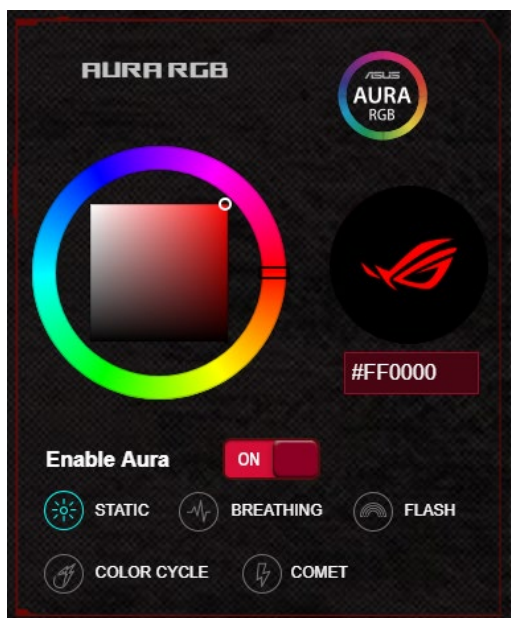 AURA RGB
ASUS
AURA
RGB
#FF0000
Enable Aura ON
STATIC BREATHING FLASH
COLOR CYCLE COMET